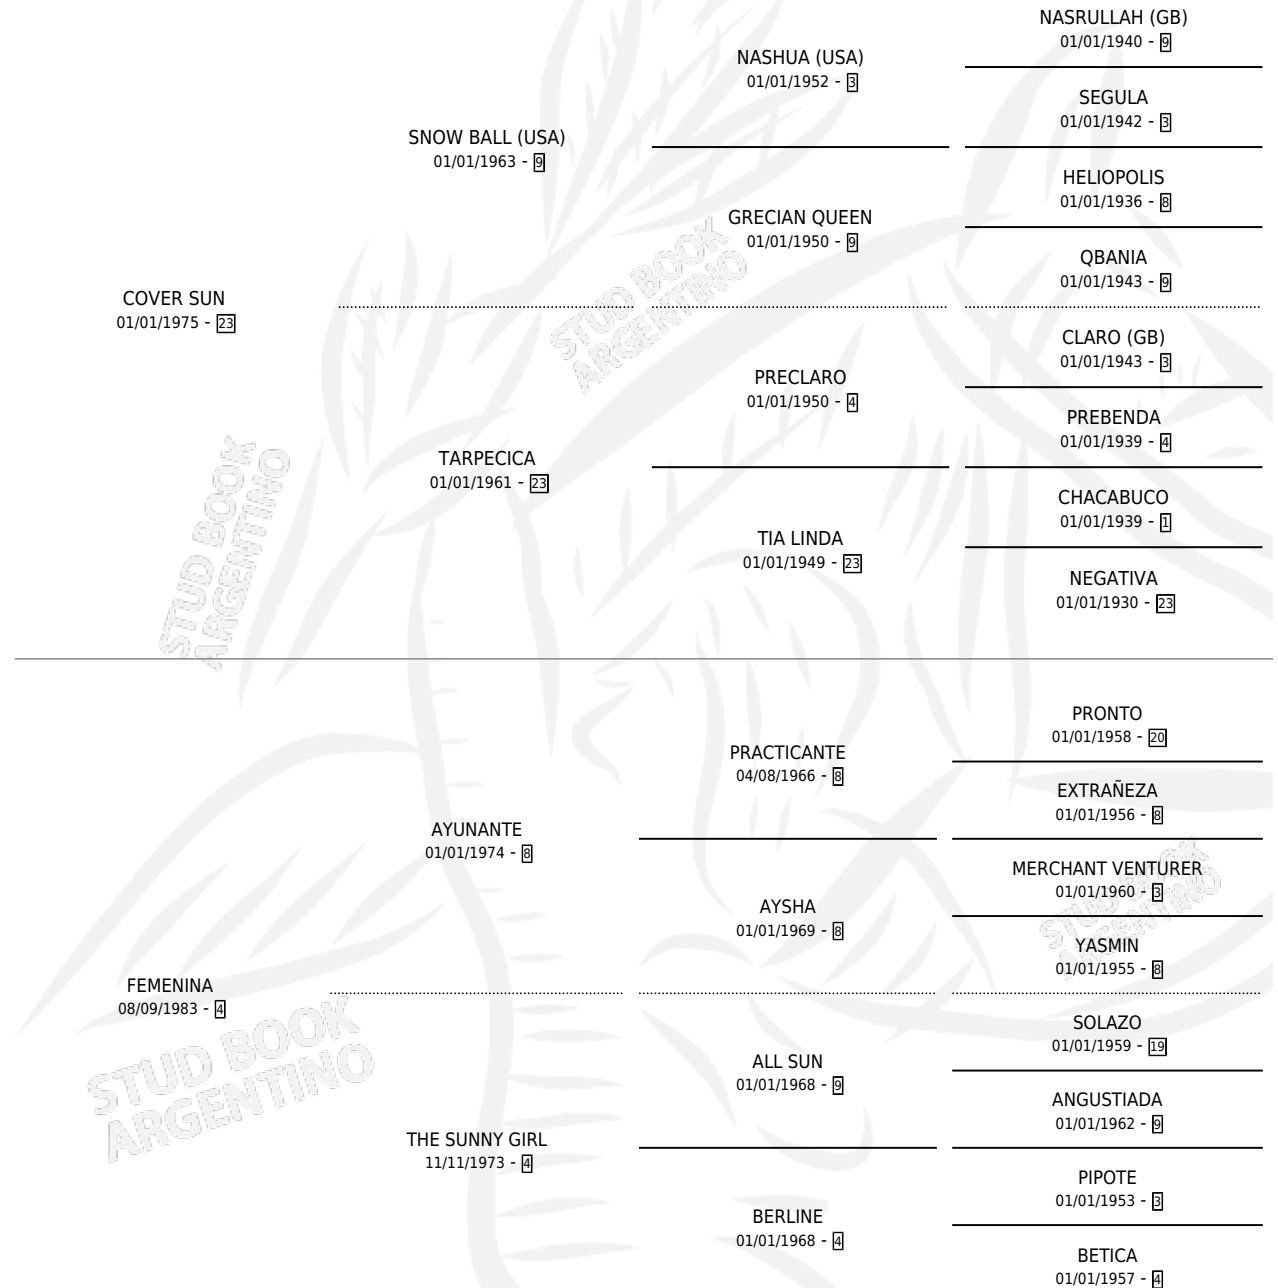 NASRULLAH (GB)
01/01/1940 - 9
NASHUA (USA)
01/01/1952 - 3
SEGULA
01/01/1942 - 3
SNOW BALL (USA)
01/01/1963 - 9
HELIOPOLIS
01/01/1936 - 8
GRECIAN QUEEN
01/01/1950 - 9
QBANIA
01/01/1943 - 9
COVER SUN
01/01/1975 - 23
STUD BOOK
ARGENTINO
CLARO (GB)
01/01/1943 - 3
PRECLARO
01/01/1950 - 4
PREBENDA
01/01/1939 - 4
TARPECICA
01/01/1961 - 23
CHACABUCO
01/01/1939 - 1
TIA LINDA
01/01/1949 - 23
NEGATIVA
01/01/1930 - 23
STUD BOOK
ARGENTINO
PRONTO
01/01/1958 - 20
PRACTICANTE
04/08/1966 - 8
EXTRAÑEZA
01/01/1956 - 8
AYUNANTE
01/01/1974 - 8
MERCHANT VENTURER
01/01/1960 - 3
AYSHA
01/01/1969 - 8
YASMIN
01/01/1955 - 8
STUD BOOK
ARGENTINO
FEMENINA
08/09/1983 - 4
STUD BOOK
ARGENTINO
SOLAZO
01/01/1959 - 19
ALL SUN
01/01/1968 - 9
ANGUSTIADA
01/01/1962 - 9
THE SUNNY GIRL
11/11/1973 - 4
PIPOTE
01/01/1953 - 3
BERLINE
01/01/1968 - 4
BETICA
01/01/1957 - 4